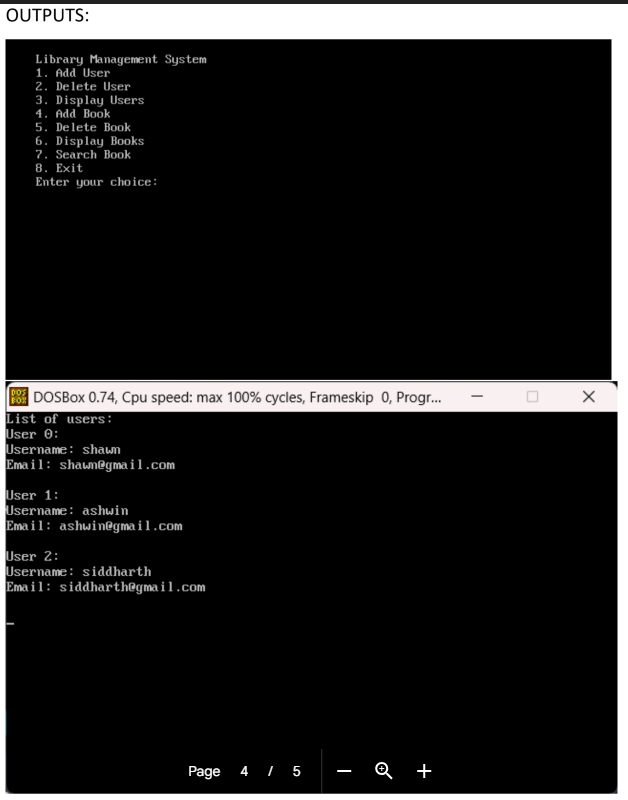 OUTPUTS:
Library Management System
1. Add User
2. Delete User
3. Display Users
4. Add Book
5. Delete Book
6. Display Books
7. Search Book
8. Exit
Enter your choice:
DOS BOX DOSBox 0.74, Cpu speed: max 100% cycles, Frameskip 0, Progr...
List of users:
User 0:
Username: shawn
Email: shawn@gmail.com
User 1:
Username: ashwin
Email: ashwin@gmail.com
User 2:
Username: siddharth
Email: siddharth@gmail.com
_
Page 4 / 5